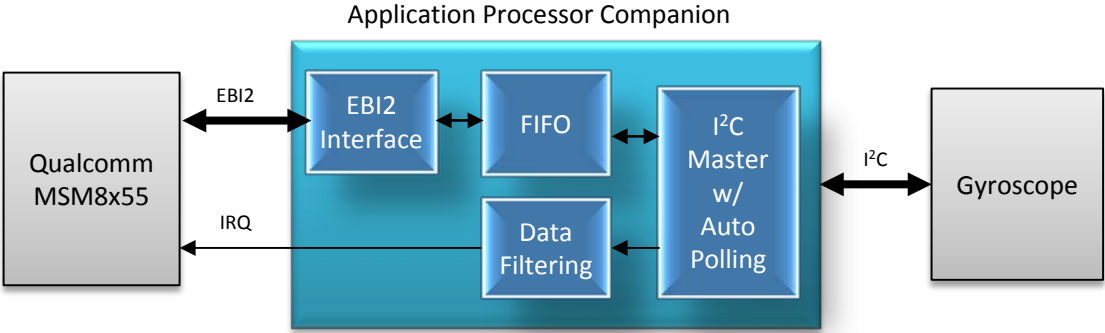 Application Processor Companion
EBI2
EBI2
Interface
FIFO
I²C
Master
w/
Auto
Polling
I²C
Qualcomm
MSM8x55
Gyroscope
IRQ
Data
Filtering